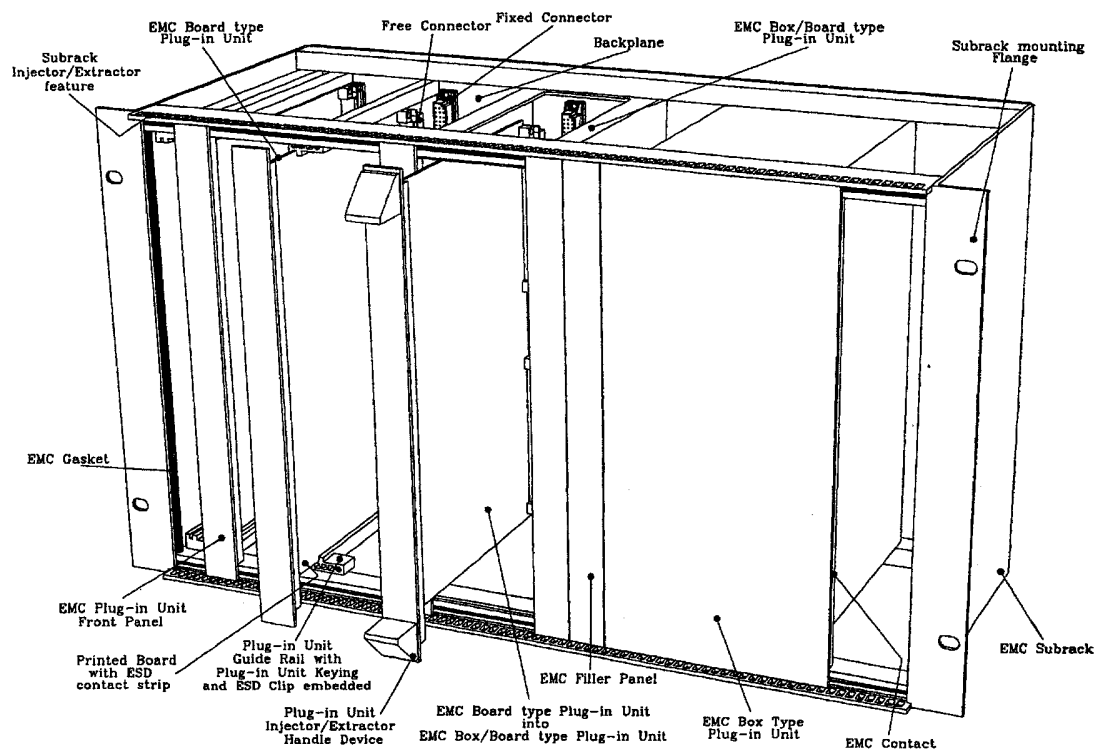 EMC Board type
Plug-in Unit
Free Connector
Fixed Connector
Backplane
EMC Box/Board type
Plug-in Unit
Subrack mounting
Flange
Subrack
Injector/Extractor
feature
EMC Gasket
EMC Plug-in Unit
Front Panel
Printed Board
with ESD
contact strip
Plug-in Unit
Guide Rail with
Plug-in Unit Keying
and ESD Clip embedded
Plug-in Unit
Injector/Extractor
Handle Device
EMC Board type Plug-in Unit
into
EMC Box/Board type Plug-in Unit
EMC Filler Panel
EMC Box Type
Plug-in Unit
EMC Contact
EMC Subrack